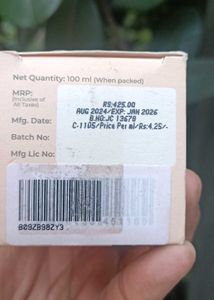 Net Quantity: 100 ml (When packed)
MRP:
(Inclusive of
All Taxes)
RS:425.00
Mfg. Date:
AUG 2024/EXP: JAN 2026
B.NO:JC 13679
Batch No:
C-1105/Price Per ml/Rs:4.25/-
Mfg Lic No:
B09ZB98ZY3